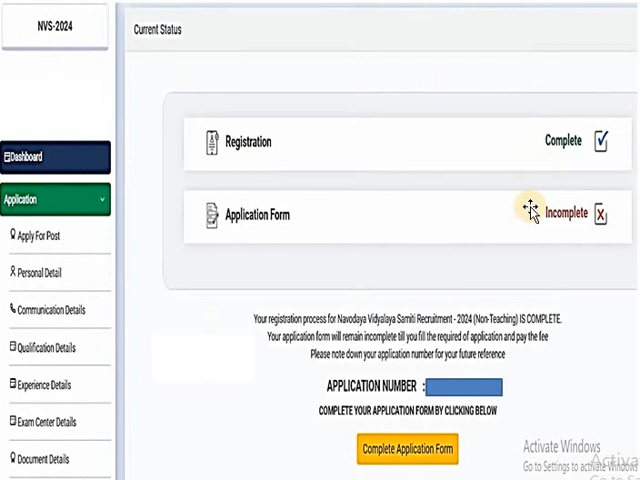 NVS-2024
Current Status
Registration
Complete
Dashboard
Application
Application Form
Incomplete
Apply For Post
Personal Detail
Communication Details
Qualification Details
Experience Details
Exam Center Details
Document Details
Your registration process for Navodaya Vidyalaya Samiti Recruitment - 2024 (Non-Teaching) IS COMPLETE.
Your application form will remain incomplete till you fill the required of application and pay the fee
Please note down your application number for your future reference
APPLICATION NUMBER :
COMPLETE YOUR APPLICATION FORM BY CLICKING BELOW
Complete Application Form
Activate Windows
Go to Settings to activate Windows